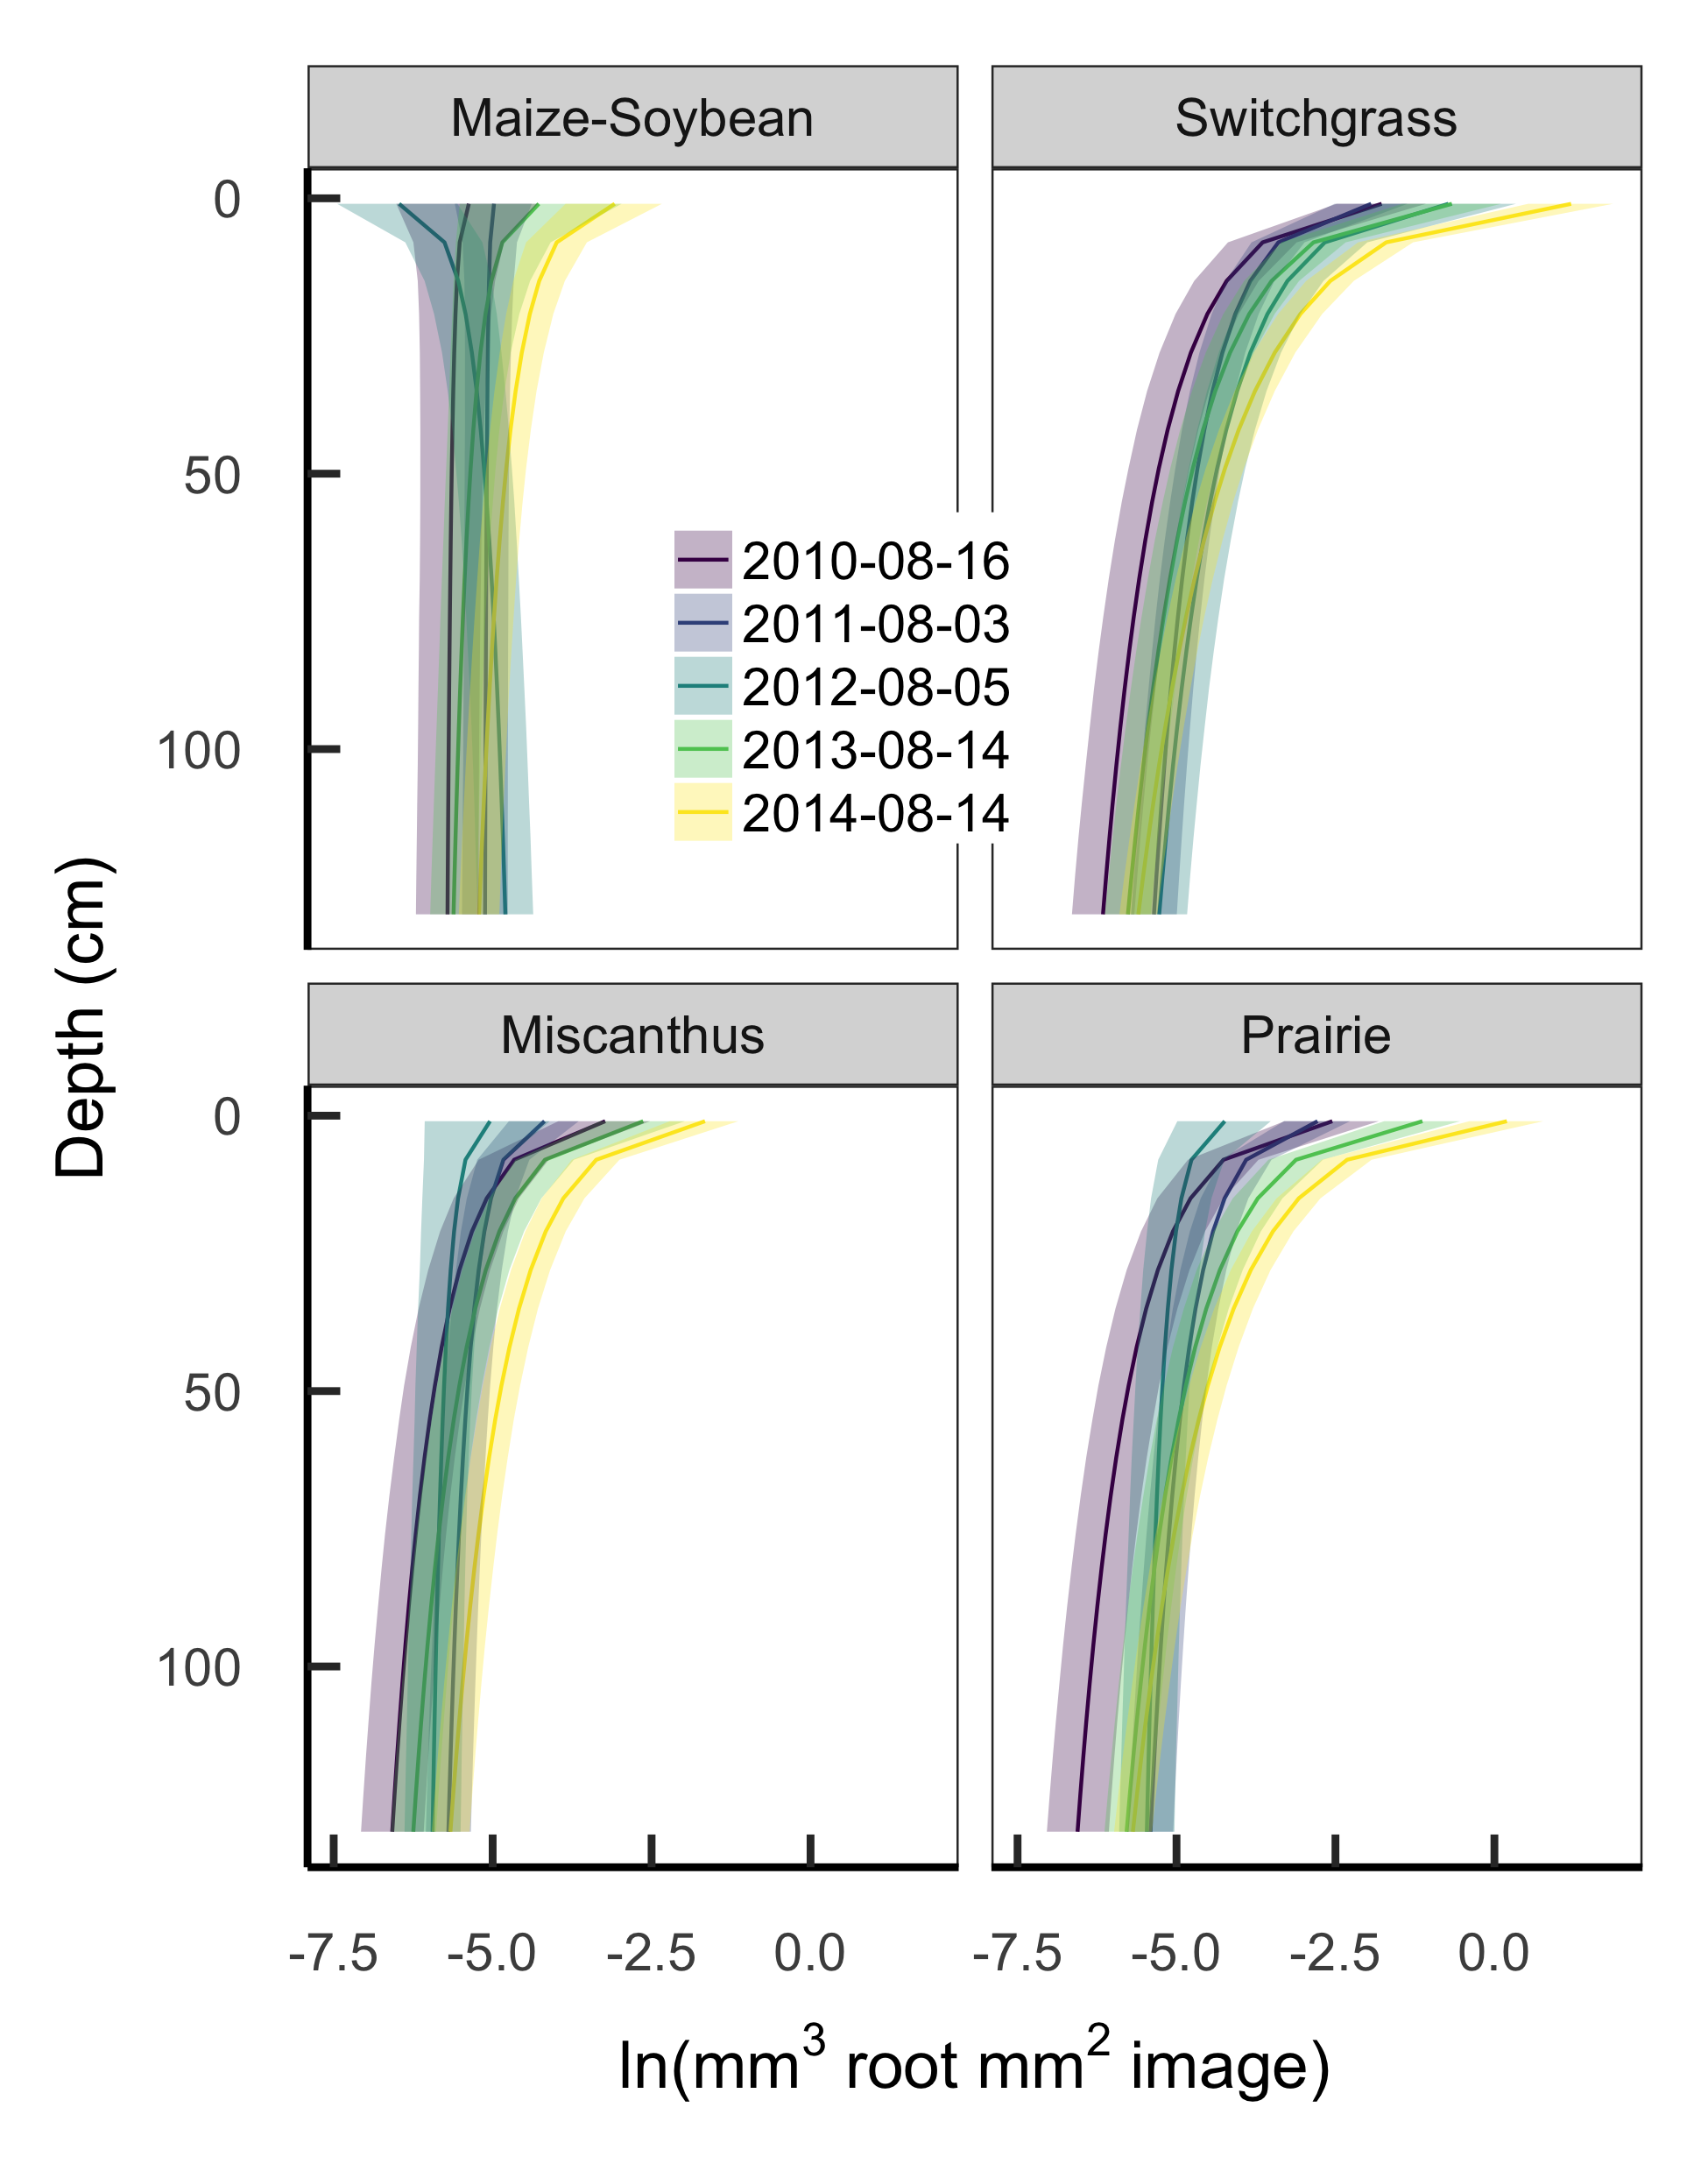 Maize-Soybean
Switchgrass
0
50
100
2010-08-16
2011-08-03
2012-08-05
2013-08-14
2014-08-14
Depth (cm)
Miscanthus
Prairie
0
50
100
-7.5 -5.0 -2.5 0.0
-7.5 -5.0 -2.5 0.0
ln(mm³ root mm² image)